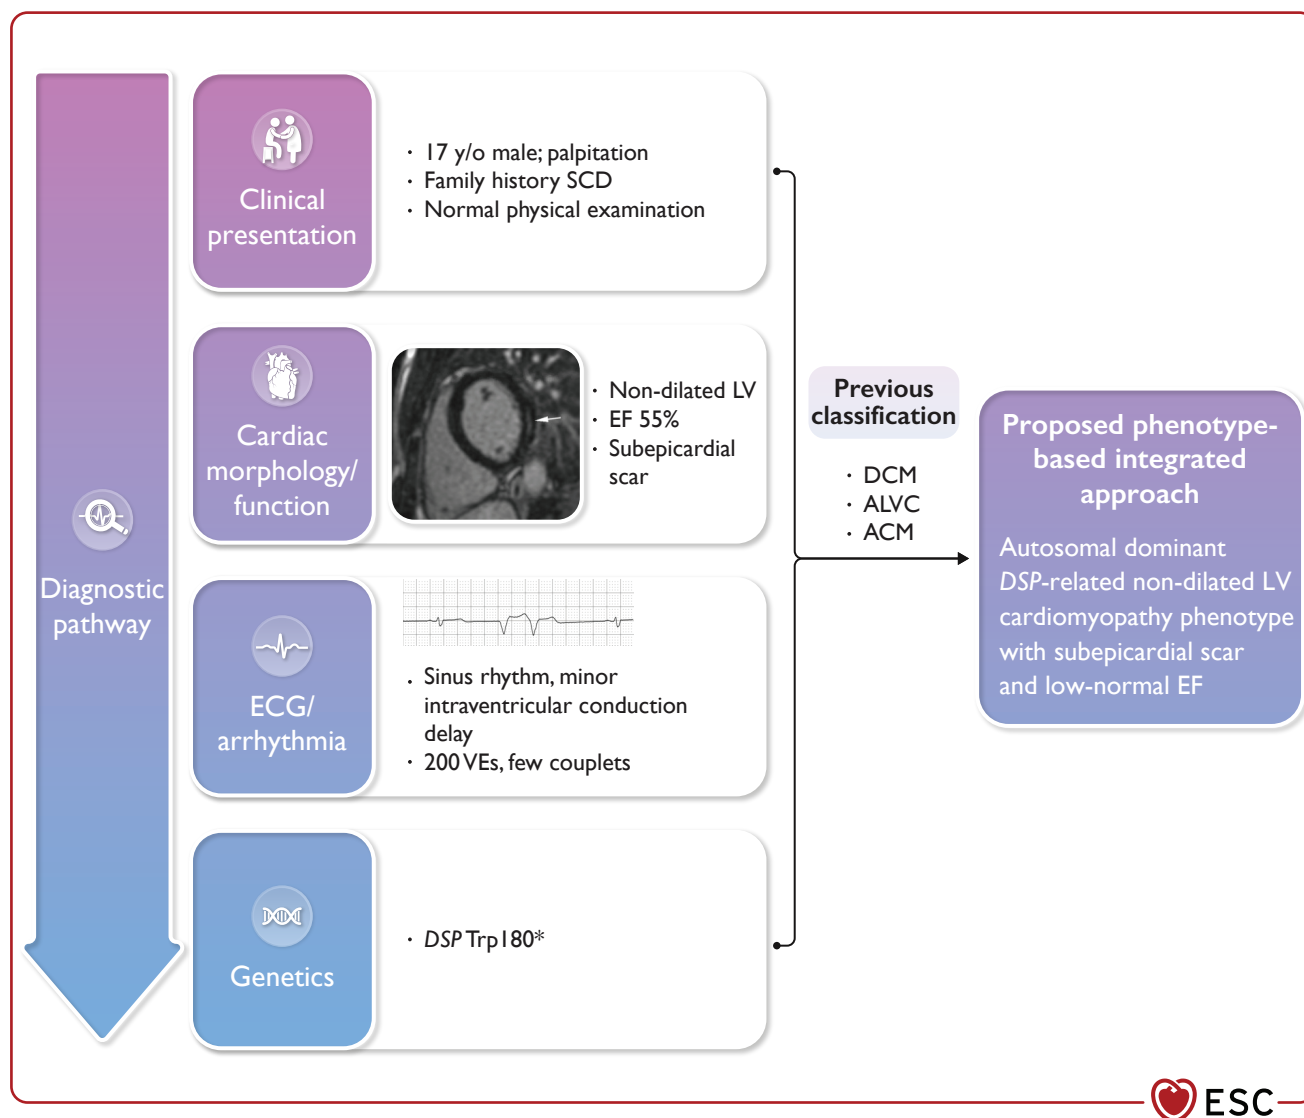 Diagnostic
pathway
Clinical
presentation
· 17 y/o male; palpitation
· Family history SCD
· Normal physical examination
Cardiac
morphology/
function
· Non-dilated LV
· EF 55%
· Subepicardial
scar
ECG/
arrhythmia
· Sinus rhythm, minor
intraventricular conduction
delay
· 200 VEs, few couplets
Genetics
· DSP Trp180*
Previous
classification
· DCM
· ALVC
· ACM
Proposed phenotype-
based integrated
approach
Autosomal dominant
DSP-related non-dilated LV
cardiomyopathy phenotype
with subepicardial scar
and low-normal EF
ESC